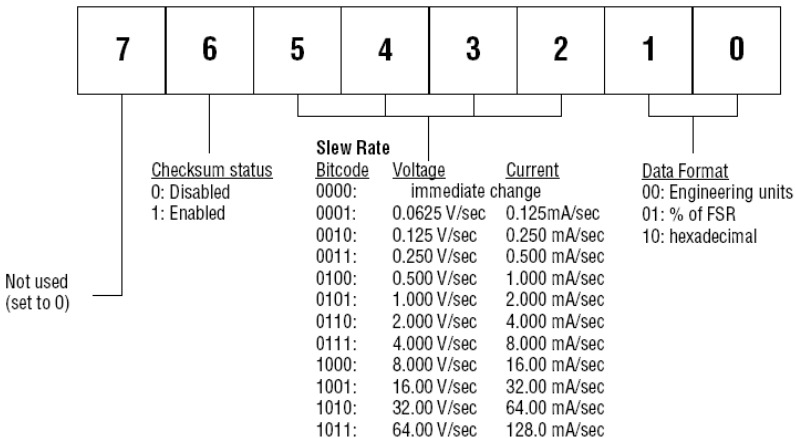 7 6 5 4 3 2 1 0
Slew Rate
Checksum status Bitcode Voltage Current Data Format
0: Disabled 0000: immediate change 00: Engineering units
1: Enabled 0001: 0.0625 V/sec 0.125mA/sec 01: % of FSR
0010: 0.125 V/sec 0.250 mA/sec 10: hexadecimal
0011: 0.250 V/sec 0.500 mA/sec
Not used 0100: 0.500 V/sec 1.000 mA/sec
(set to 0) 0101: 1.000 V/sec 2.000 mA/sec
0110: 2.000 V/sec 4.000 mA/sec
0111: 4.000 V/sec 8.000 mA/sec
1000: 8.000 V/sec 16.00 mA/sec
1001: 16.00 V/sec 32.00 mA/sec
1010: 32.00 V/sec 64.00 mA/sec
1011: 64.00 V/sec 128.0 mA/sec